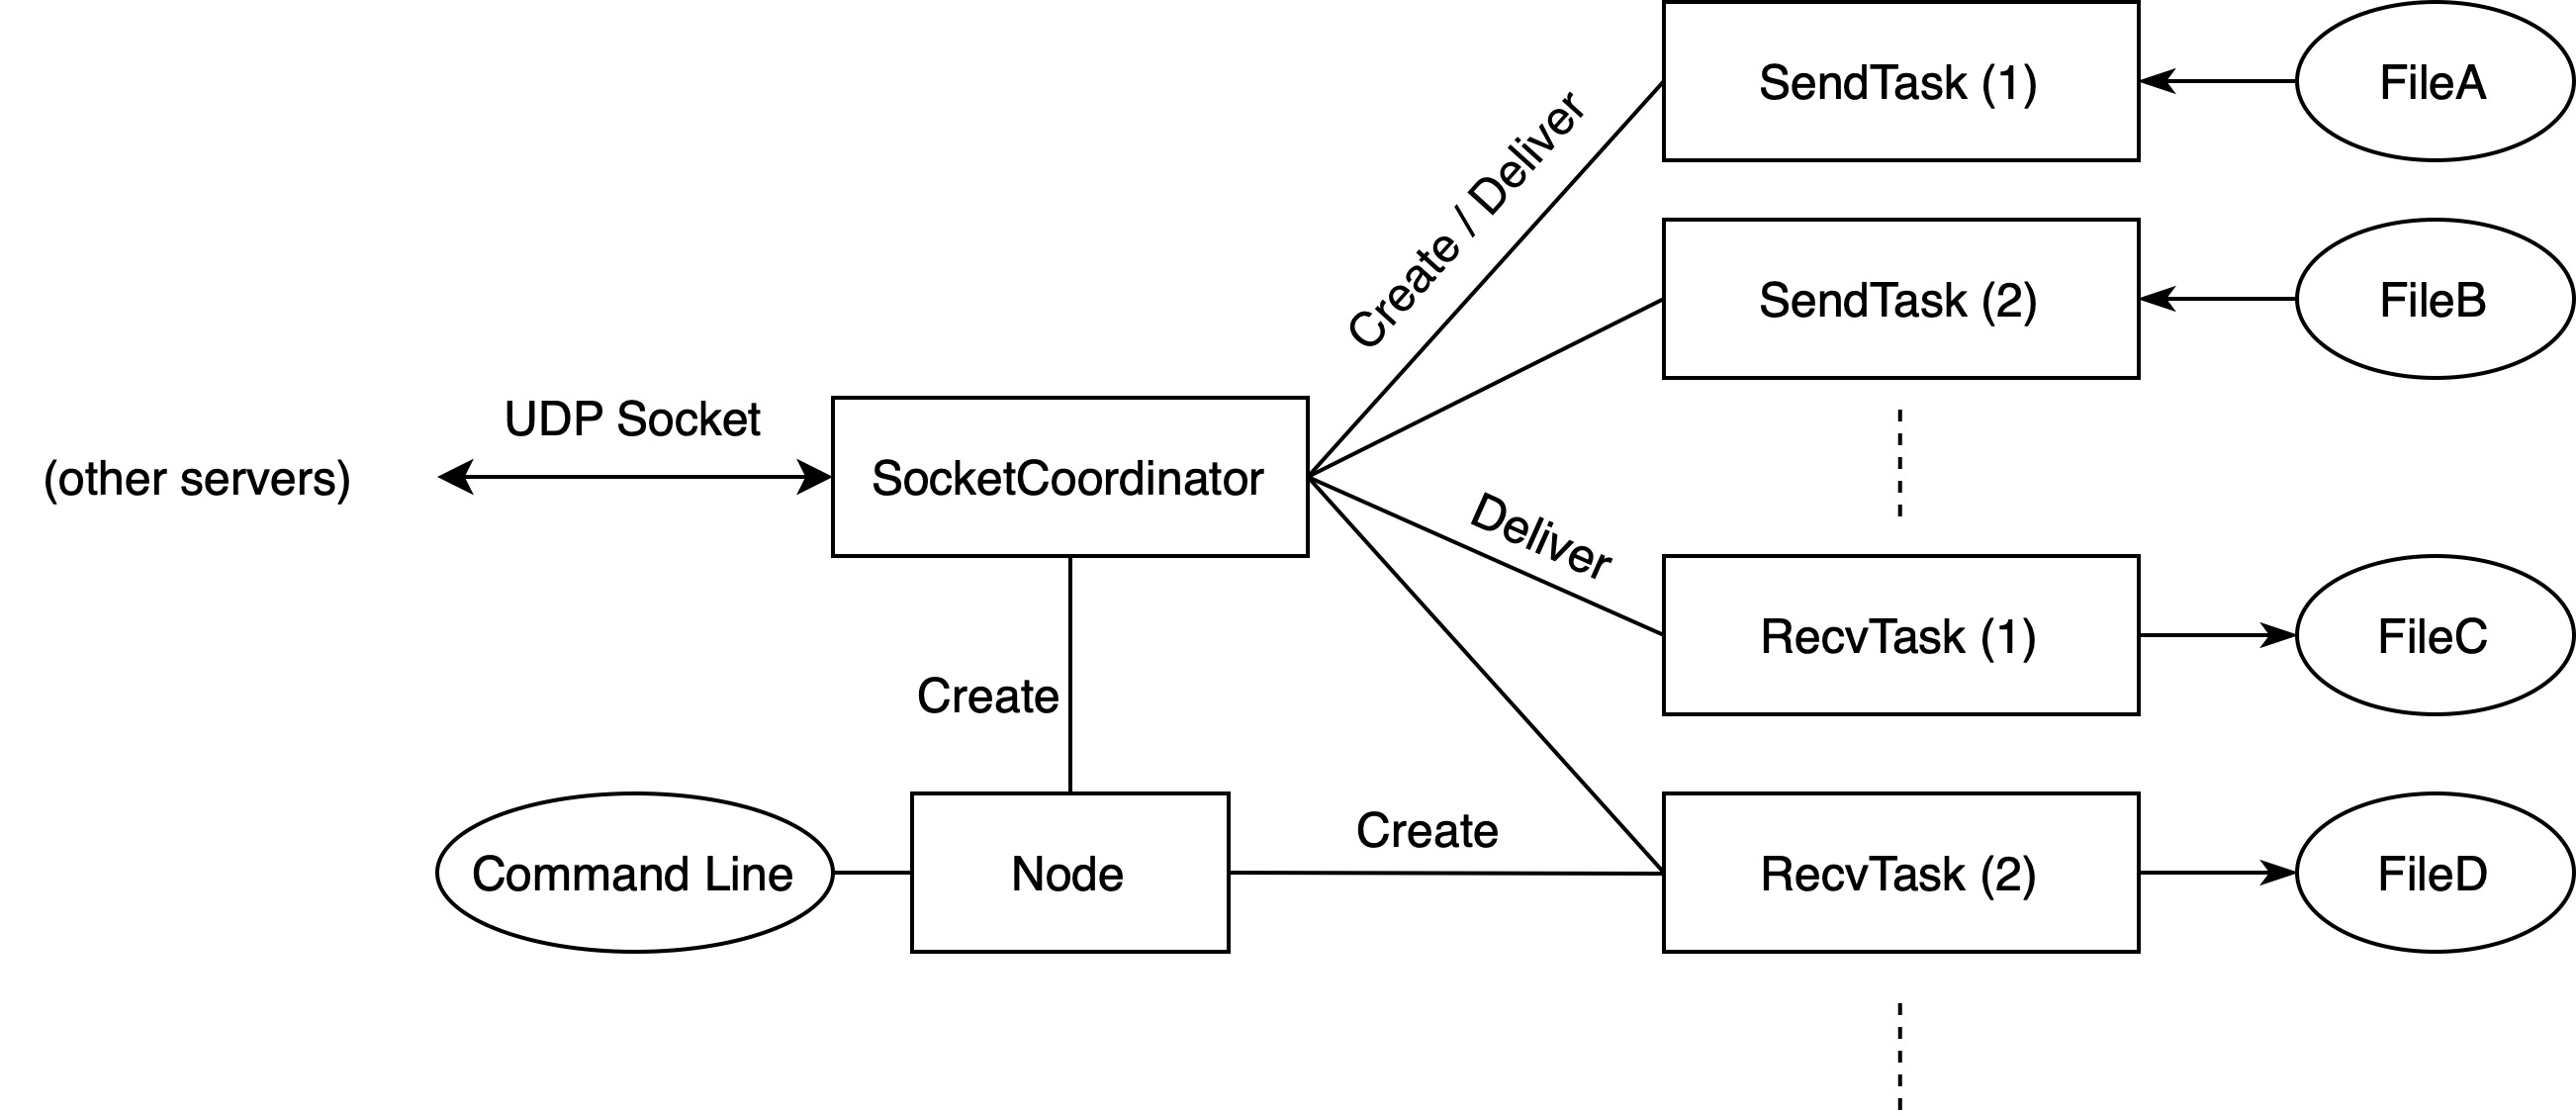 SendTask (1)
FileA
Create / Deliver
SendTask (2)
FileB
UDP Socket
(other servers)
SocketCoordinator
Deliver
RecvTask (1)
FileC
Create
Create
Command Line
Node
RecvTask (2)
FileD